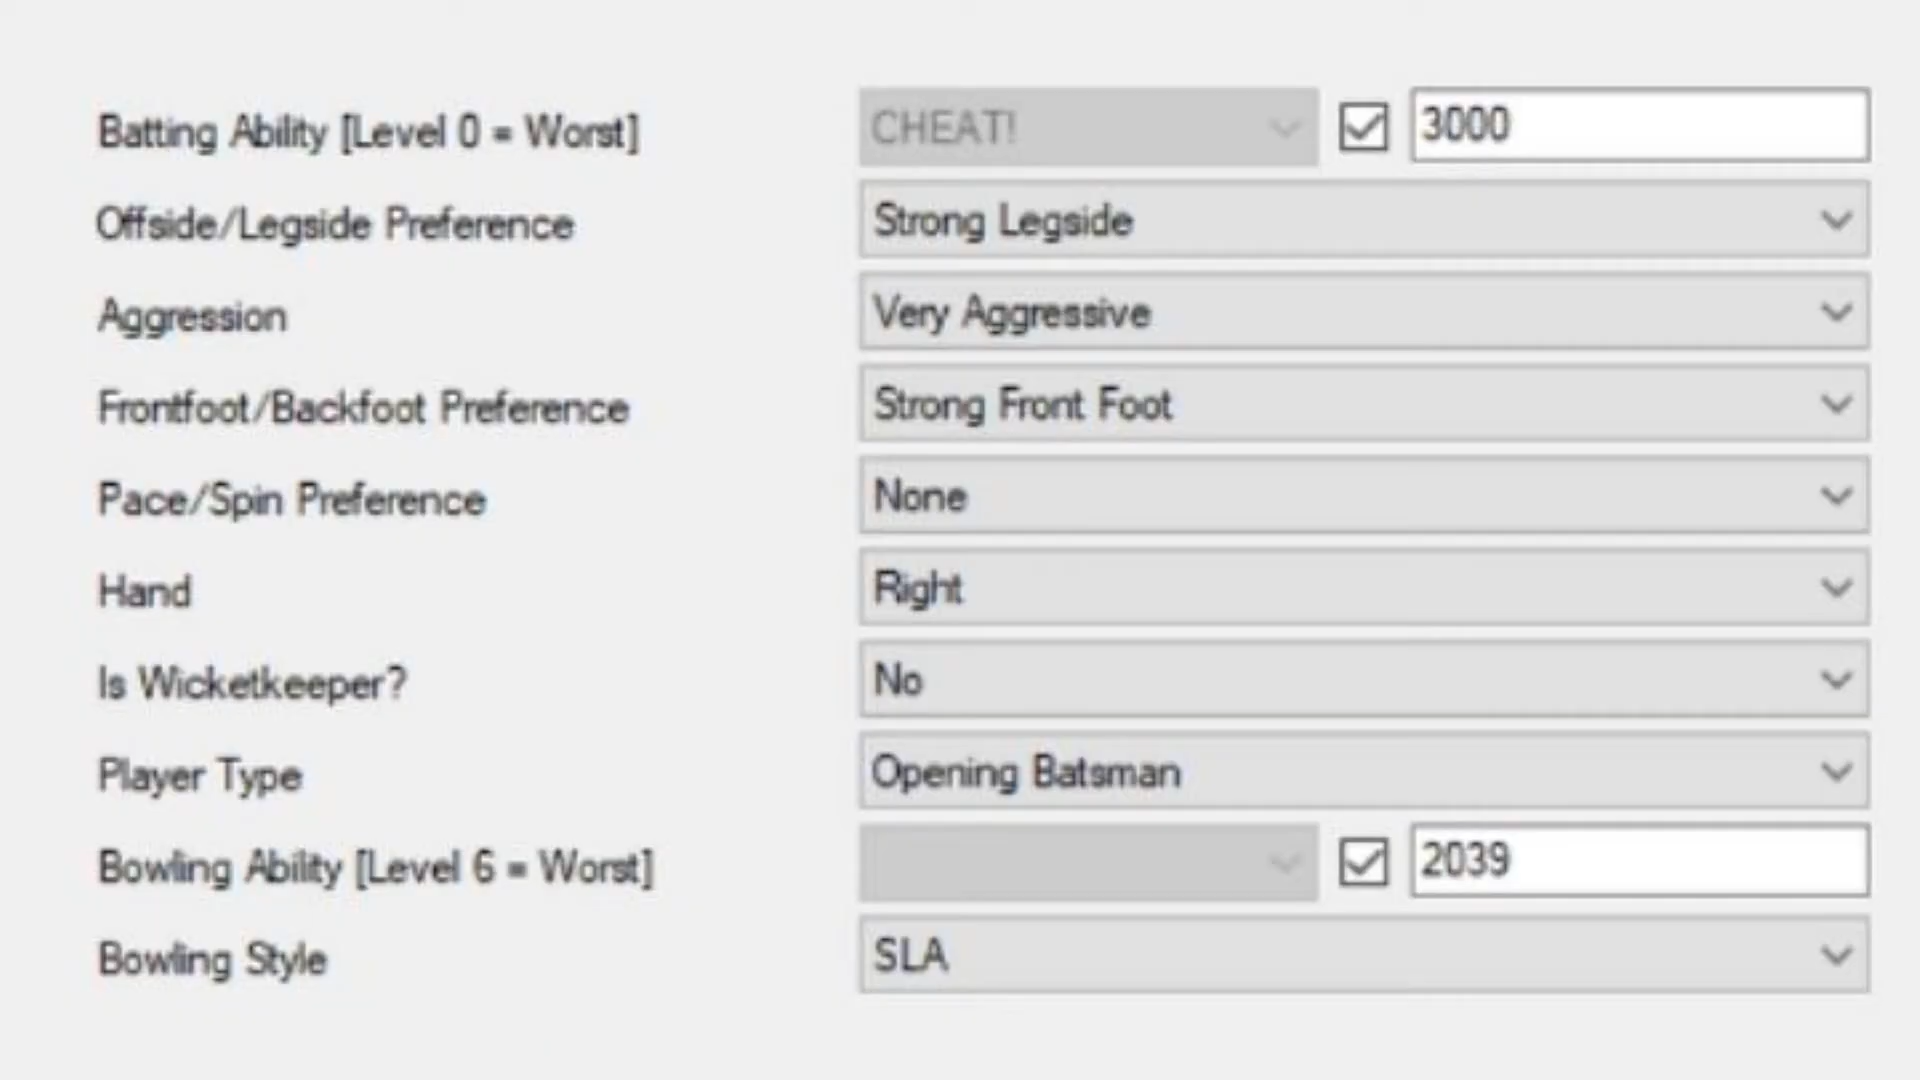 Batting Ability [Level 0 = Worst] CHEAT! 3000
Offside/Legside Preference Strong Legside
Aggression Very Aggressive
Frontfoot/Backfoot Preference Strong Front Foot
Pace/Spin Preference None
Hand Right
Is Wicketkeeper? No
Player Type Opening Batsman
Bowling Ability [Level 6 = Worst] 2039
Bowling Style SLA